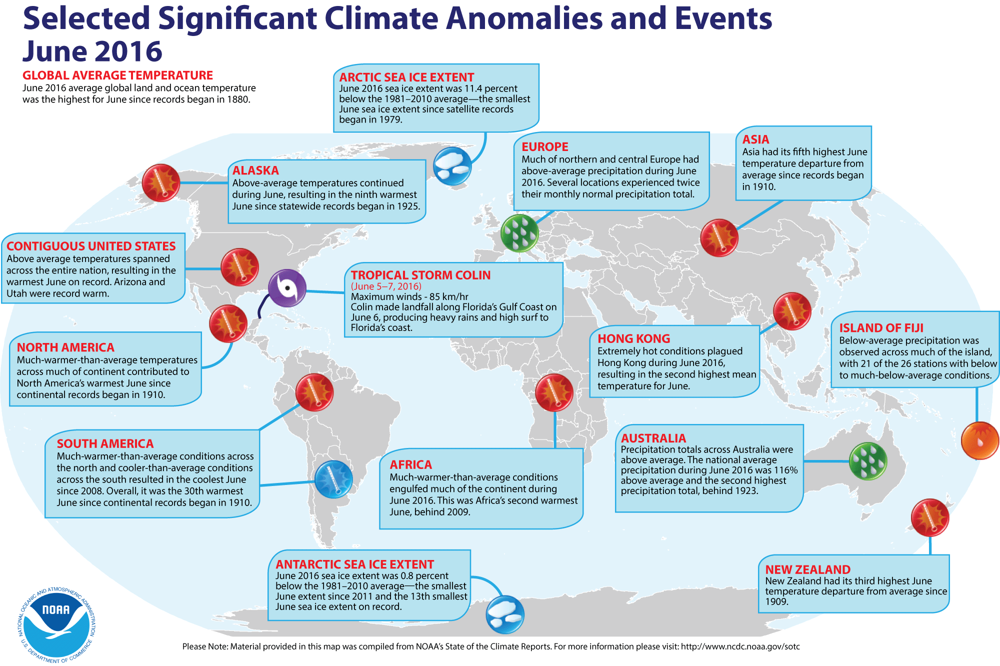 Selected Significant Climate Anomalies and Events
June 2016
GLOBAL AVERAGE TEMPERATURE
June 2016 average global land and ocean temperature
was the highest for June since records began in 1880.
ARCTIC SEA ICE EXTENT
June 2016 sea ice extent was 11.4 percent
below the 1981–2010 average—the smallest
June sea ice extent since satellite records
began in 1979.
EUROPE
Much of northern and central Europe had
above-average precipitation during June
2016. Several locations experienced twice
their monthly normal precipitation total.
ASIA
Asia had its fifth highest June
temperature departure from
average since records began
in 1910.
ALASKA
Above-average temperatures continued
during June, resulting in the ninth warmest
June since statewide records began in 1925.
CONTIGUOUS UNITED STATES
Above average temperatures spanned
across the entire nation, resulting in the
warmest June on record. Arizona and
Utah were record warm.
TROPICAL STORM COLIN
(June 5–7, 2016)
Maximum winds - 85 km/hr
Colin made landfall along Florida's Gulf Coast on
June 6, producing heavy rains and high surf to
Florida's coast.
NORTH AMERICA
Much-warmer-than-average temperatures
across much of continent contributed to
North America's warmest June since
continental records began in 1910.
HONG KONG
Extremely hot conditions plagued
Hong Kong during June 2016,
resulting in the second highest mean
temperature for June.
ISLAND OF FIJI
Below-average precipitation was
observed across much of the island,
with 21 of the 26 stations with below
to much-below-average conditions.
SOUTH AMERICA
Much-warmer-than-average conditions across
the north and cooler-than-average conditions
across the south resulted in the coolest June
since 2008. Overall, it was the 30th warmest
June since continental records began in 1910.
AFRICA
Much-warmer-than-average conditions
engulfed much of the continent during
June 2016. This was Africa's second warmest
June, behind 2009.
AUSTRALIA
Precipitation totals across Australia were
above average. The national average
precipitation during June 2016 was 116%
above average and the second highest
precipitation total, behind 1923.
ANTARCTIC SEA ICE EXTENT
June 2016 sea ice extent was 0.8 percent
below the 1981–2010 average—the smallest
June extent since 2011 and the 13th smallest
June sea ice extent on record.
NEW ZEALAND
New Zealand had its third highest June
temperature departure from average since
1909.
NATIONAL OCEANIC AND ATMOSPHERIC ADMINISTRATION
NOAA
U.S. DEPARTMENT OF COMMERCE
Please Note: Material provided in this map was compiled from NOAA's State of the Climate Reports. For more information please visit: http://www.ncdc.noaa.gov/sotc